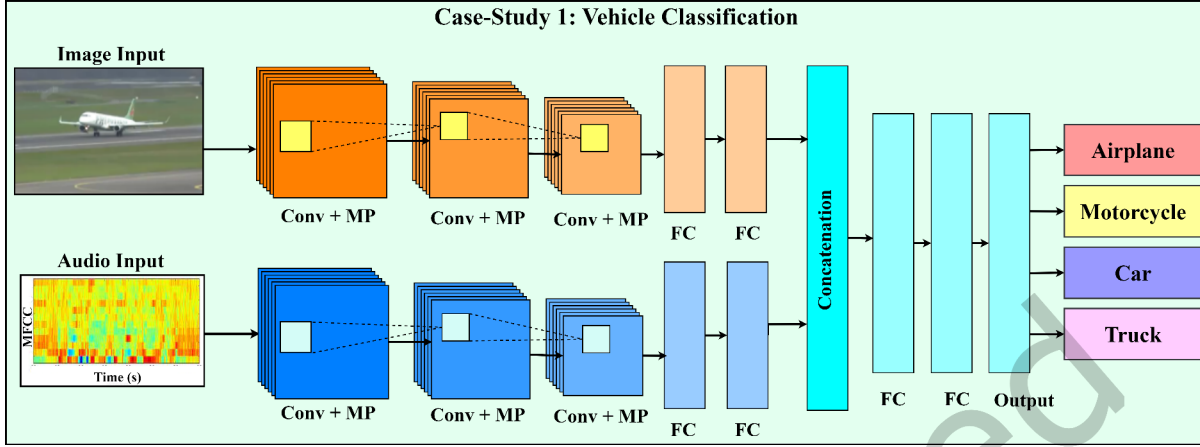 Case-Study 1: Vehicle Classification
Image Input
Conv + MP
Conv + MP
Conv + MP
FC
FC
Audio Input
MFCC
Time (s)
Conv + MP
Conv + MP
Conv + MP
FC
FC
Concatenation
FC
FC
Output
Airplane
Motorcycle
Car
Truck
ed